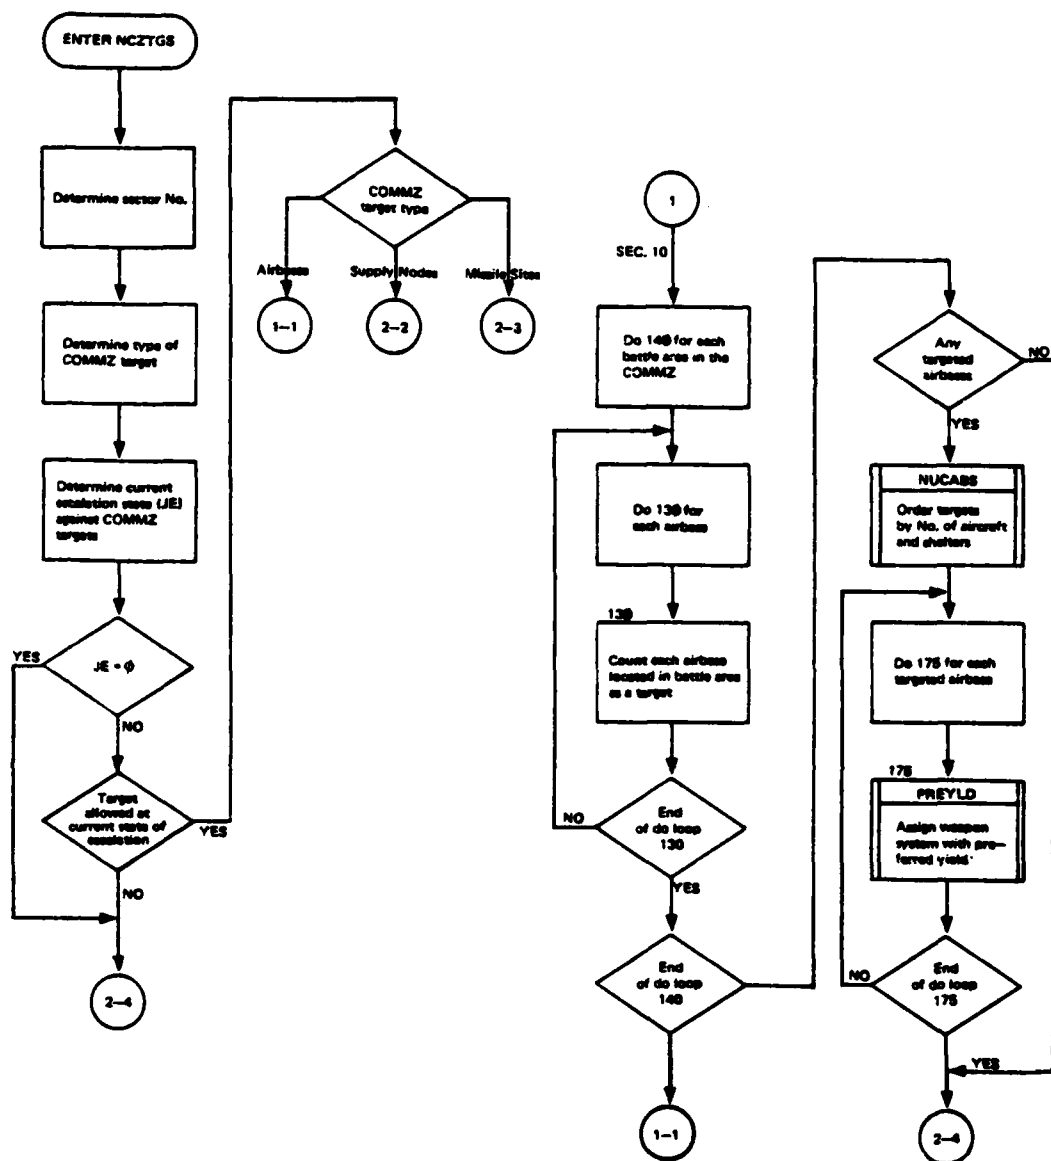 ENTER NCZTGS
Determine sector No.
Determine type of
COMMZ target
Determine current
escalation state (JE)
against COMMZ
targets
JE = ϕ
YES
NO
Target
allowed at
current state of
escalation
YES
NO
2-4
COMMZ
target type
Airbases
Supply Nodes
Missile Sites
1-1
2-2
2-3
1
SEC. 10
Do 140 for each
battle area in the
COMMZ
Do 130 for
each airbase
130
Count each airbase
located in battle area
as a target
End
of do loop
130
NO
YES
End
of do loop
140
1-1
Any
targeted
airbases
NO
YES
NUCABS
Order targets
by No. of aircraft
and shelters
Do 175 for each
targeted airbase
175
PREYLD
Assign weapon
system with pre-
ferred yield
End
of do loop
175
NO
YES
2-4